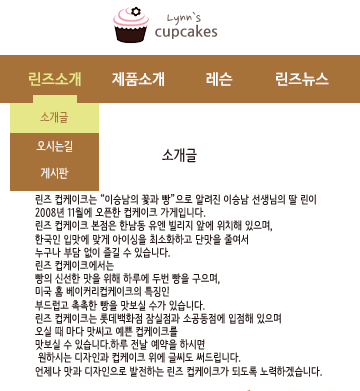 Lynn's
cupcakes
린즈소개 제품소개 레슨 린즈뉴스
소개글
오시는길
게시판
소개글
린즈 컵케이크는 "이승남의 꽃과 빵"으로 알려진 이승남 선생님의 딸 린이
2008년 11월에 오픈한 컵케이크 가게입니다.
린즈 컵케이크 본점은 한남동 유엔 빌리지 앞에 위치해 있으며,
한국인 입맛에 맞게 아이싱을 최소화하고 단맛을 줄여서
누구나 부담 없이 즐길 수 있습니다.
린즈 컵케이크에서는
빵의 신선한 맛을 위해 하루에 두번 빵을 구으며,
미국 홈 베이커리컵케이크의 특징인
부드럽고 촉촉한 빵을 맛보실 수가 있습니다.
린즈 컵케이크는 롯데백화점 잠실점과 소공동점에 입점해 있으며
오실 때 마다 맛있고 예쁜 컵케이크를
맛보실 수 있습니다.하루 전날 예약을 하시면
원하시는 디자인과 컵케이크 위에 글씨도 써드립니다.
언제나 맛과 디자인으로 발전하는 린즈 컵케이크가 되도록 노력하겠습니다.